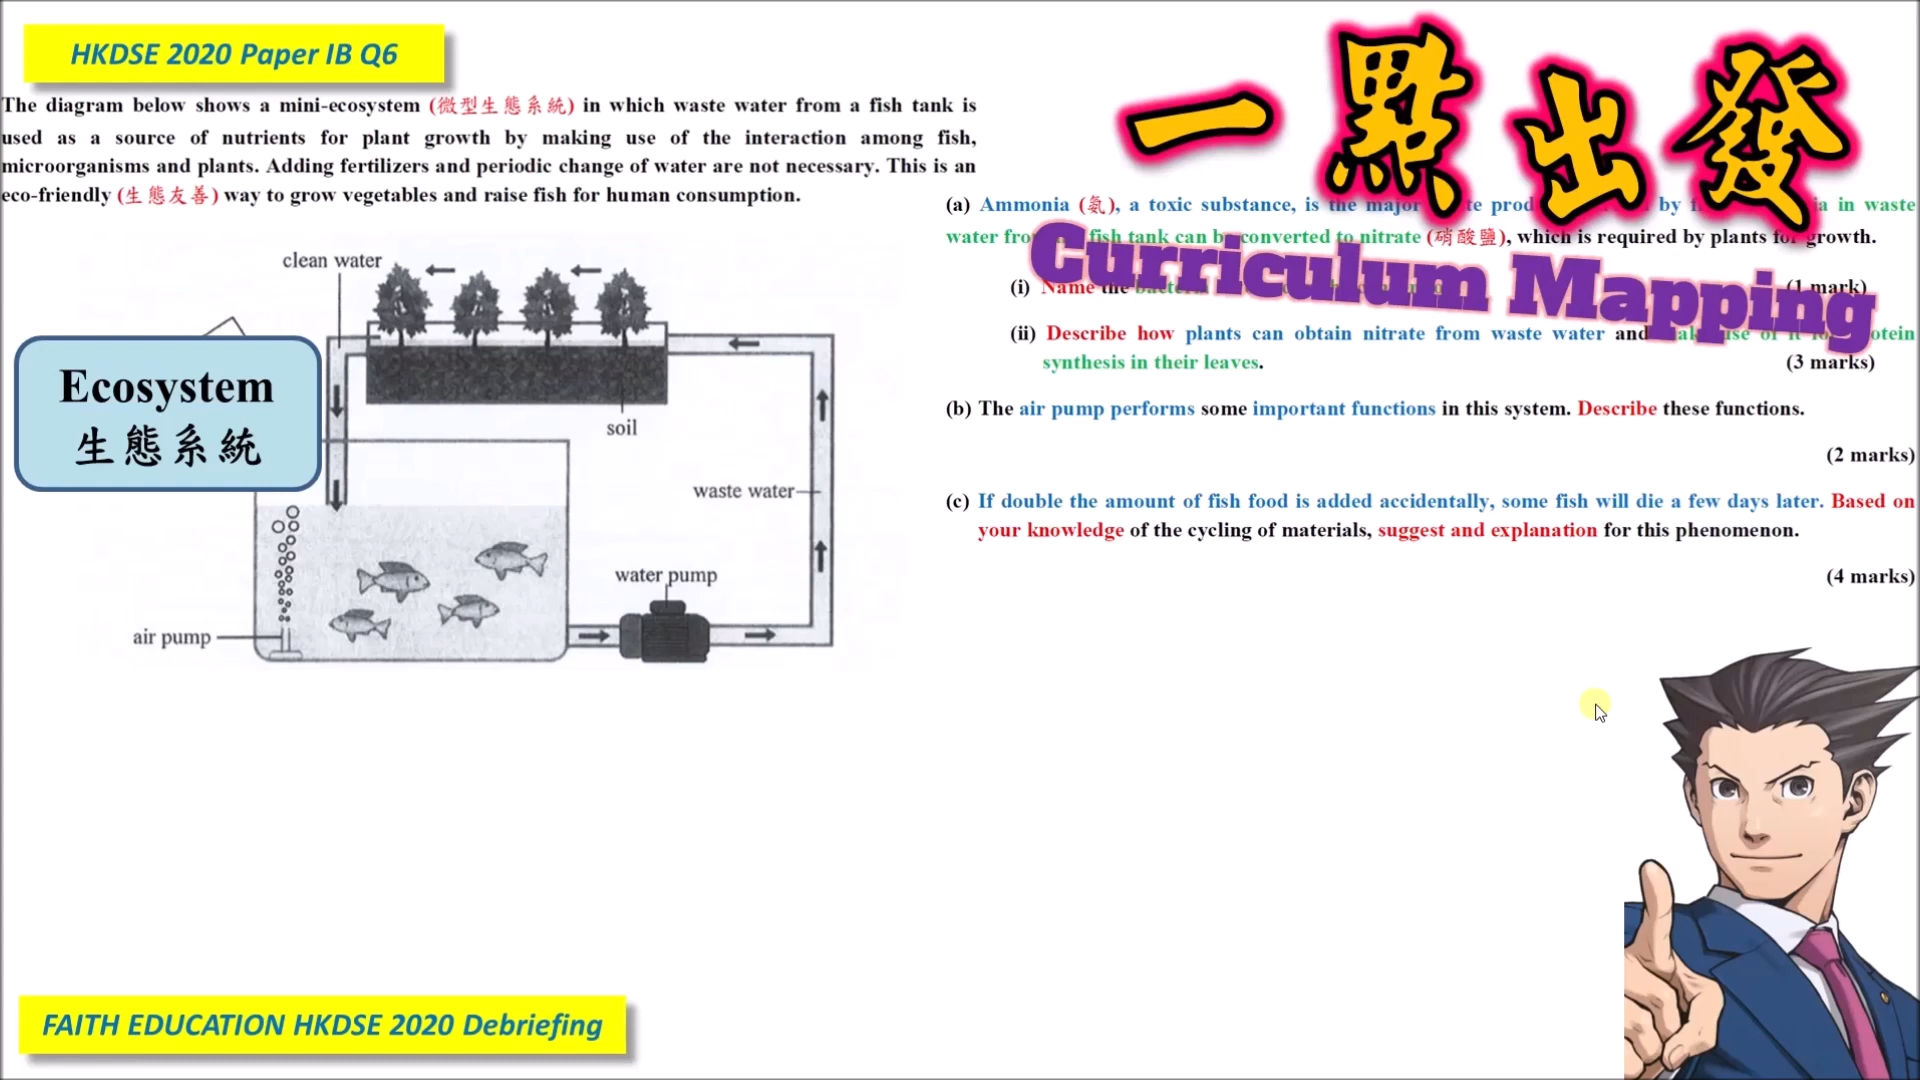 HKDSE 2020 Paper IB Q6
The diagram below shows a mini-ecosystem (微型生態系統) in which waste water from a fish tank is
used as a source of nutrients for plant growth by making use of the interaction among fish,
microorganisms and plants. Adding fertilizers and periodic change of water are not necessary. This is an
eco-friendly (生態友善) way to grow vegetables and raise fish for human consumption.
clean water
soil
waste water
water pump
air pump
Ecosystem
生態系統
一點出發
Curriculum Mapping
(a) Ammonia (氨), a toxic substance, is the major by in waste
water fish tank can be converted to nitrate (硝酸鹽), which is required by plants for growth.
(i) Name the (1 mark)
(ii) Describe how plants can obtain nitrate from waste water and
synthesis in their leaves. (3 marks)
(b) The air pump performs some important functions in this system. Describe these functions.
(2 marks)
(c) If double the amount of fish food is added accidentally, some fish will die a few days later. Based on
your knowledge of the cycling of materials, suggest and explanation for this phenomenon.
(4 marks)
FAITH EDUCATION HKDSE 2020 Debriefing